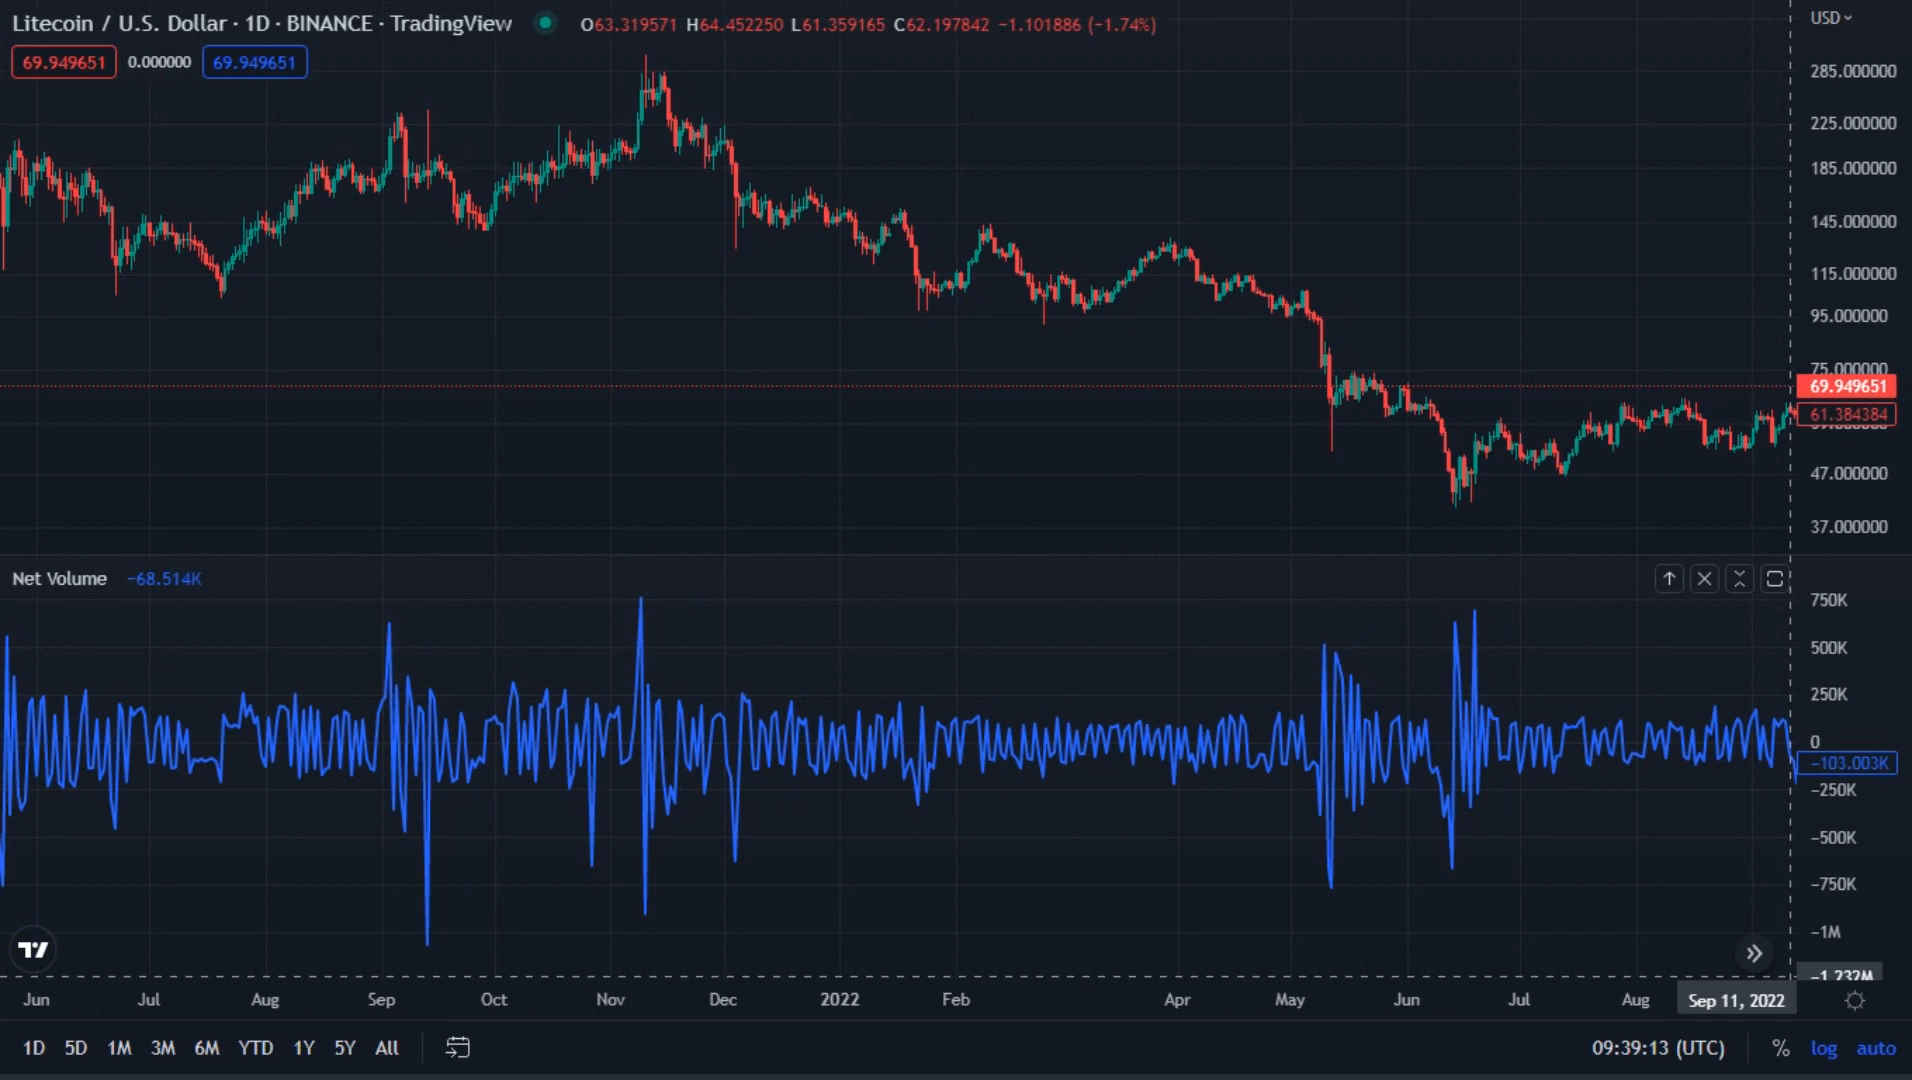 Litecoin / U.S. Dollar · 1D · BINANCE · TradingView O63.319571 H64.452250 L61.359165 C62.197842 −1.101886 (−1.74%)
USD
69.949651 0.000000 69.949651
285.000000
225.000000
185.000000
145.000000
115.000000
95.000000
75.000000
69.949651
61.384384
47.000000
37.000000
Net Volume −68.514K
750K
500K
250K
0
−103.003K
−250K
−500K
−750K
−1M
−1.232M
Jun Jul Aug Sep Oct Nov Dec 2022 Feb Apr May Jun Jul Aug Sep 11, 2022
1D 5D 1M 3M 6M YTD 1Y 5Y All 09:39:13 (UTC) % log auto